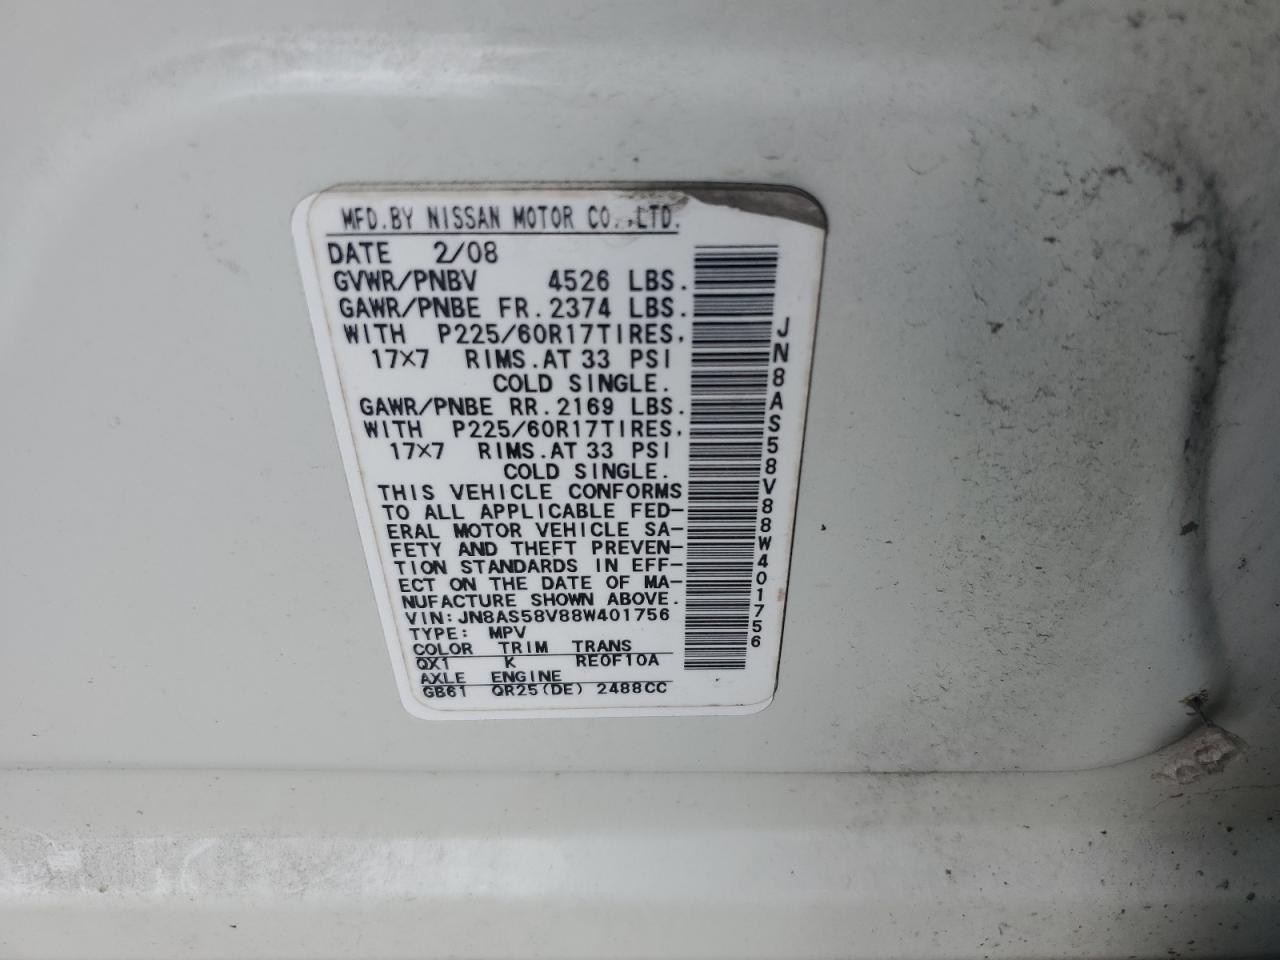 MFD.BY NISSAN MOTOR CO.,LTD.
DATE 2/08
GVWR/PNBV 4526 LBS.
GAWR/PNBE FR.2374 LBS.
WITH P225/60R17TIRES,
17×7 RIMS.AT 33 PSI
COLD SINGLE.
GAWR/PNBE RR.2169 LBS.
WITH P225/60R17TIRES,
17×7 RIMS.AT 33 PSI
COLD SINGLE.
THIS VEHICLE CONFORMS
TO ALL APPLICABLE FED-
ERAL MOTOR VEHICLE SA-
FETY AND THEFT PREVEN-
TION STANDARDS IN EFF-
ECT ON THE DATE OF MA-
NUFACTURE SHOWN ABOVE.
VIN:JN8AS58V88W401756
TYPE: MPV
COLOR TRIM TRANS
QX1 K RE0F10A
AXLE ENGINE
GB61 QR25(DE) 2488CC
JN8AS58V88W401756